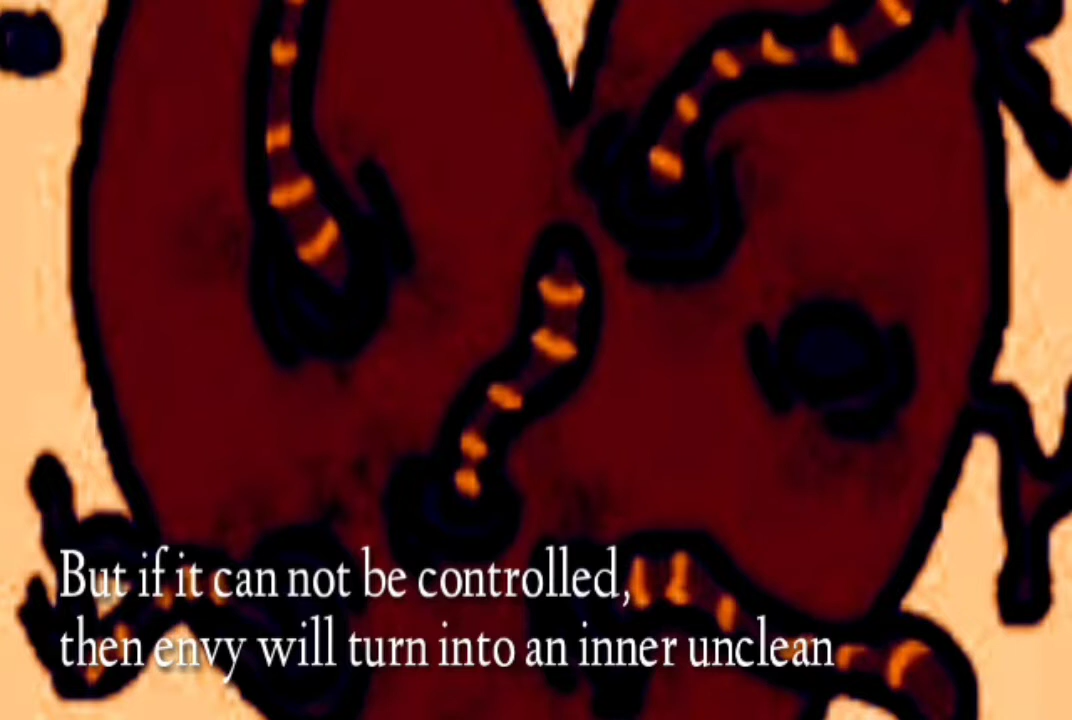 But if it can not be controlled,
then envy will turn into an inner unclean